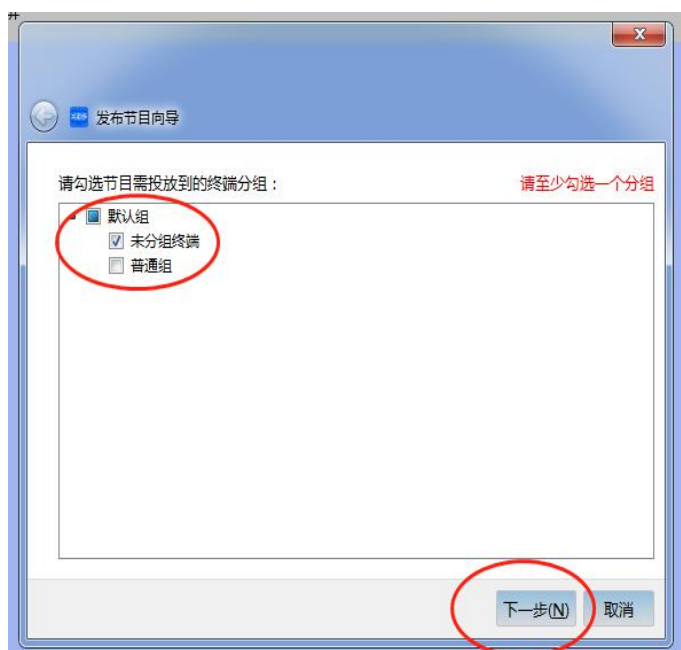 发布节目向导
请勾选节目需投放到的终端分组：
请至少勾选一个分组
默认组
未分组终端
普通组
下一步(N)
取消